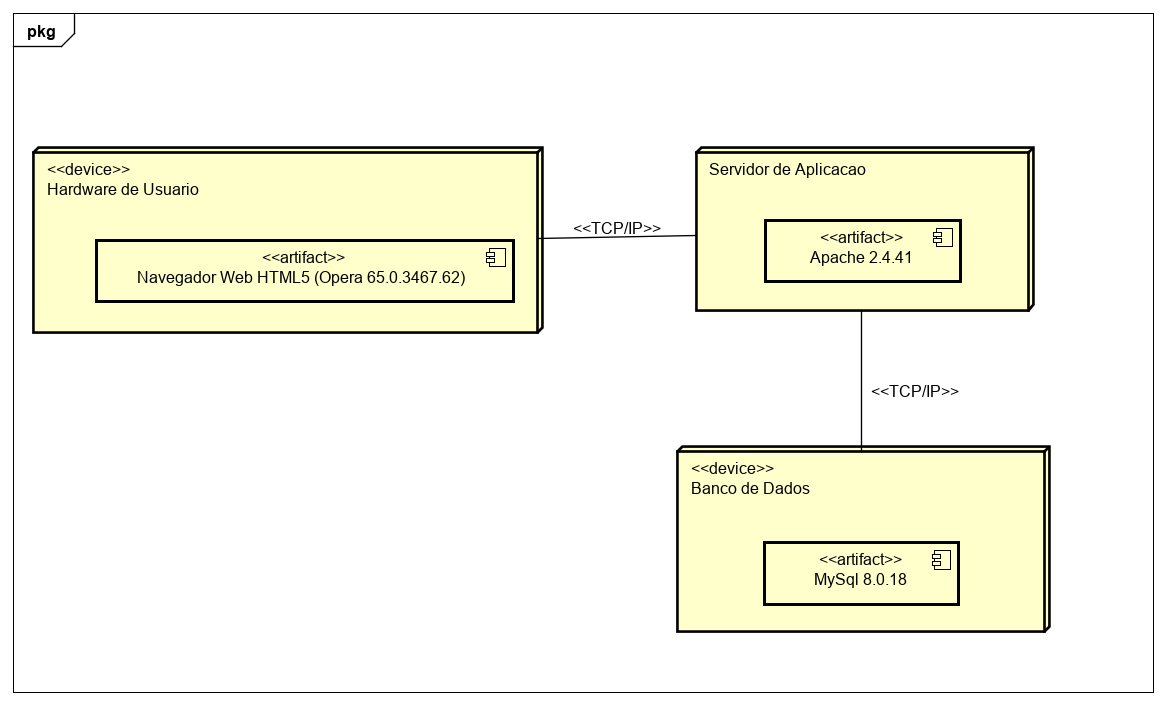 pkg
<<device>>
Hardware de Usuario
<<artifact>>
Navegador Web HTML5 (Opera 65.0.3467.62)
<<TCP/IP>>
Servidor de Aplicacao
<<artifact>>
Apache 2.4.41
<<TCP/IP>>
<<device>>
Banco de Dados
<<artifact>>
MySql 8.0.18